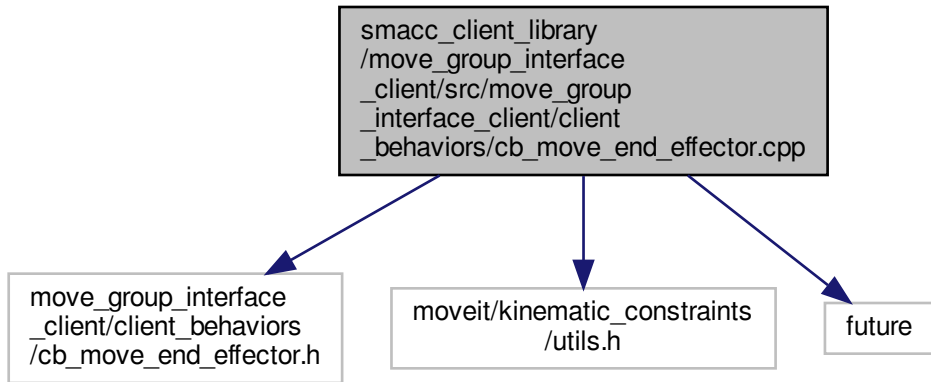 smacc_client_library
/move_group_interface
_client/src/move_group
_interface_client/client
_behaviors/cb_move_end_effector.cpp
move_group_interface
_client/client_behaviors
/cb_move_end_effector.h
moveit/kinematic_constraints
/utils.h
future